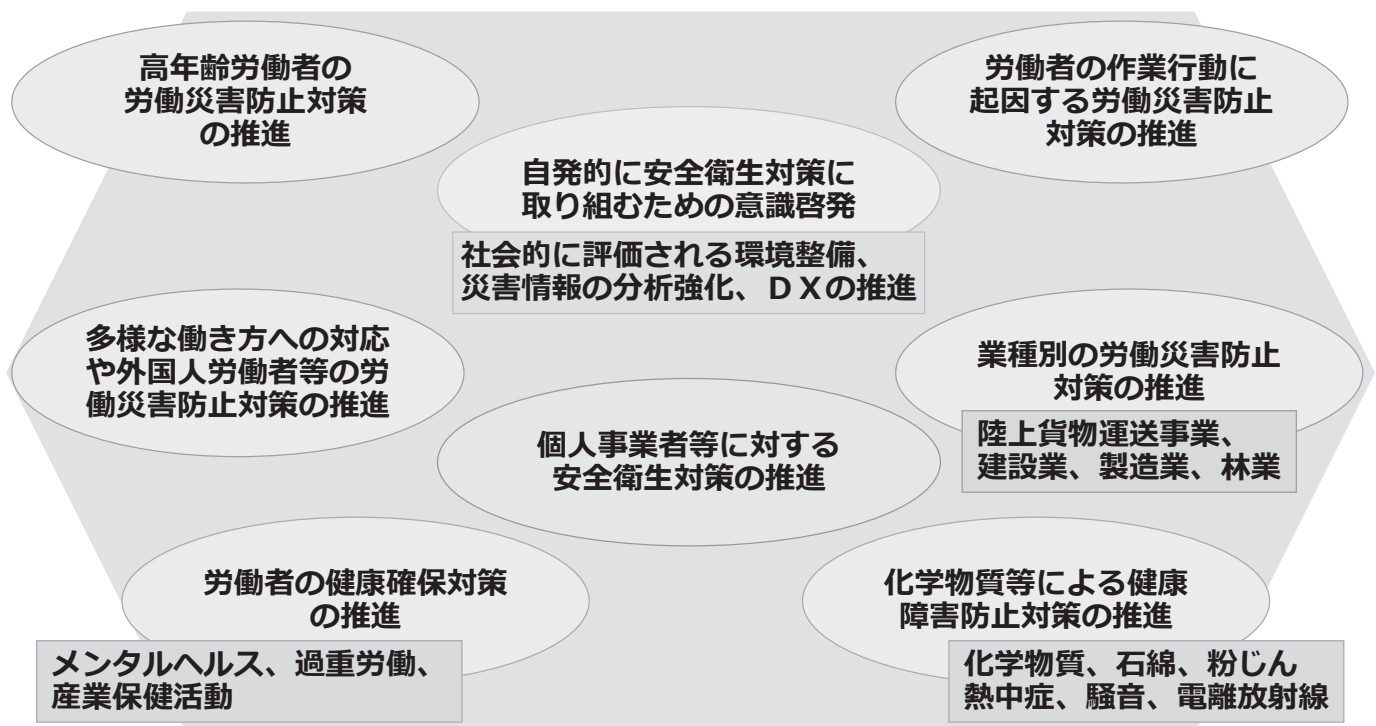 高年齢労働者の
労働災害防止対策
の推進
労働者の作業行動に
起因する労働災害防止
対策の推進
自発的に安全衛生対策に
取り組むための意識啓発
社会的に評価される環境整備、
災害情報の分析強化、ＤＸの推進
多様な働き方への対応
や外国人労働者等の労
働災害防止対策の推進
業種別の労働災害防止
対策の推進
陸上貨物運送事業、
建設業、製造業、林業
個人事業者等に対する
安全衛生対策の推進
労働者の健康確保対策
の推進
メンタルヘルス、過重労働、
産業保健活動
化学物質等による健康
障害防止対策の推進
化学物質、石綿、粉じん
熱中症、騒音、電離放射線